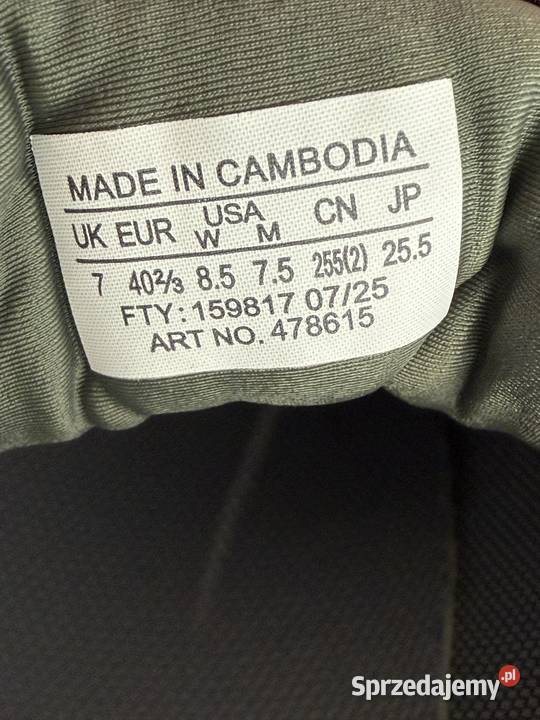 MADE IN CAMBODIA
UK EUR USA CN JP
W M
7 40⅔ 8.5 7.5 255(2) 25.5
FTY: 159817 07/25
ART NO. 478615
Sprzedajemy.pl